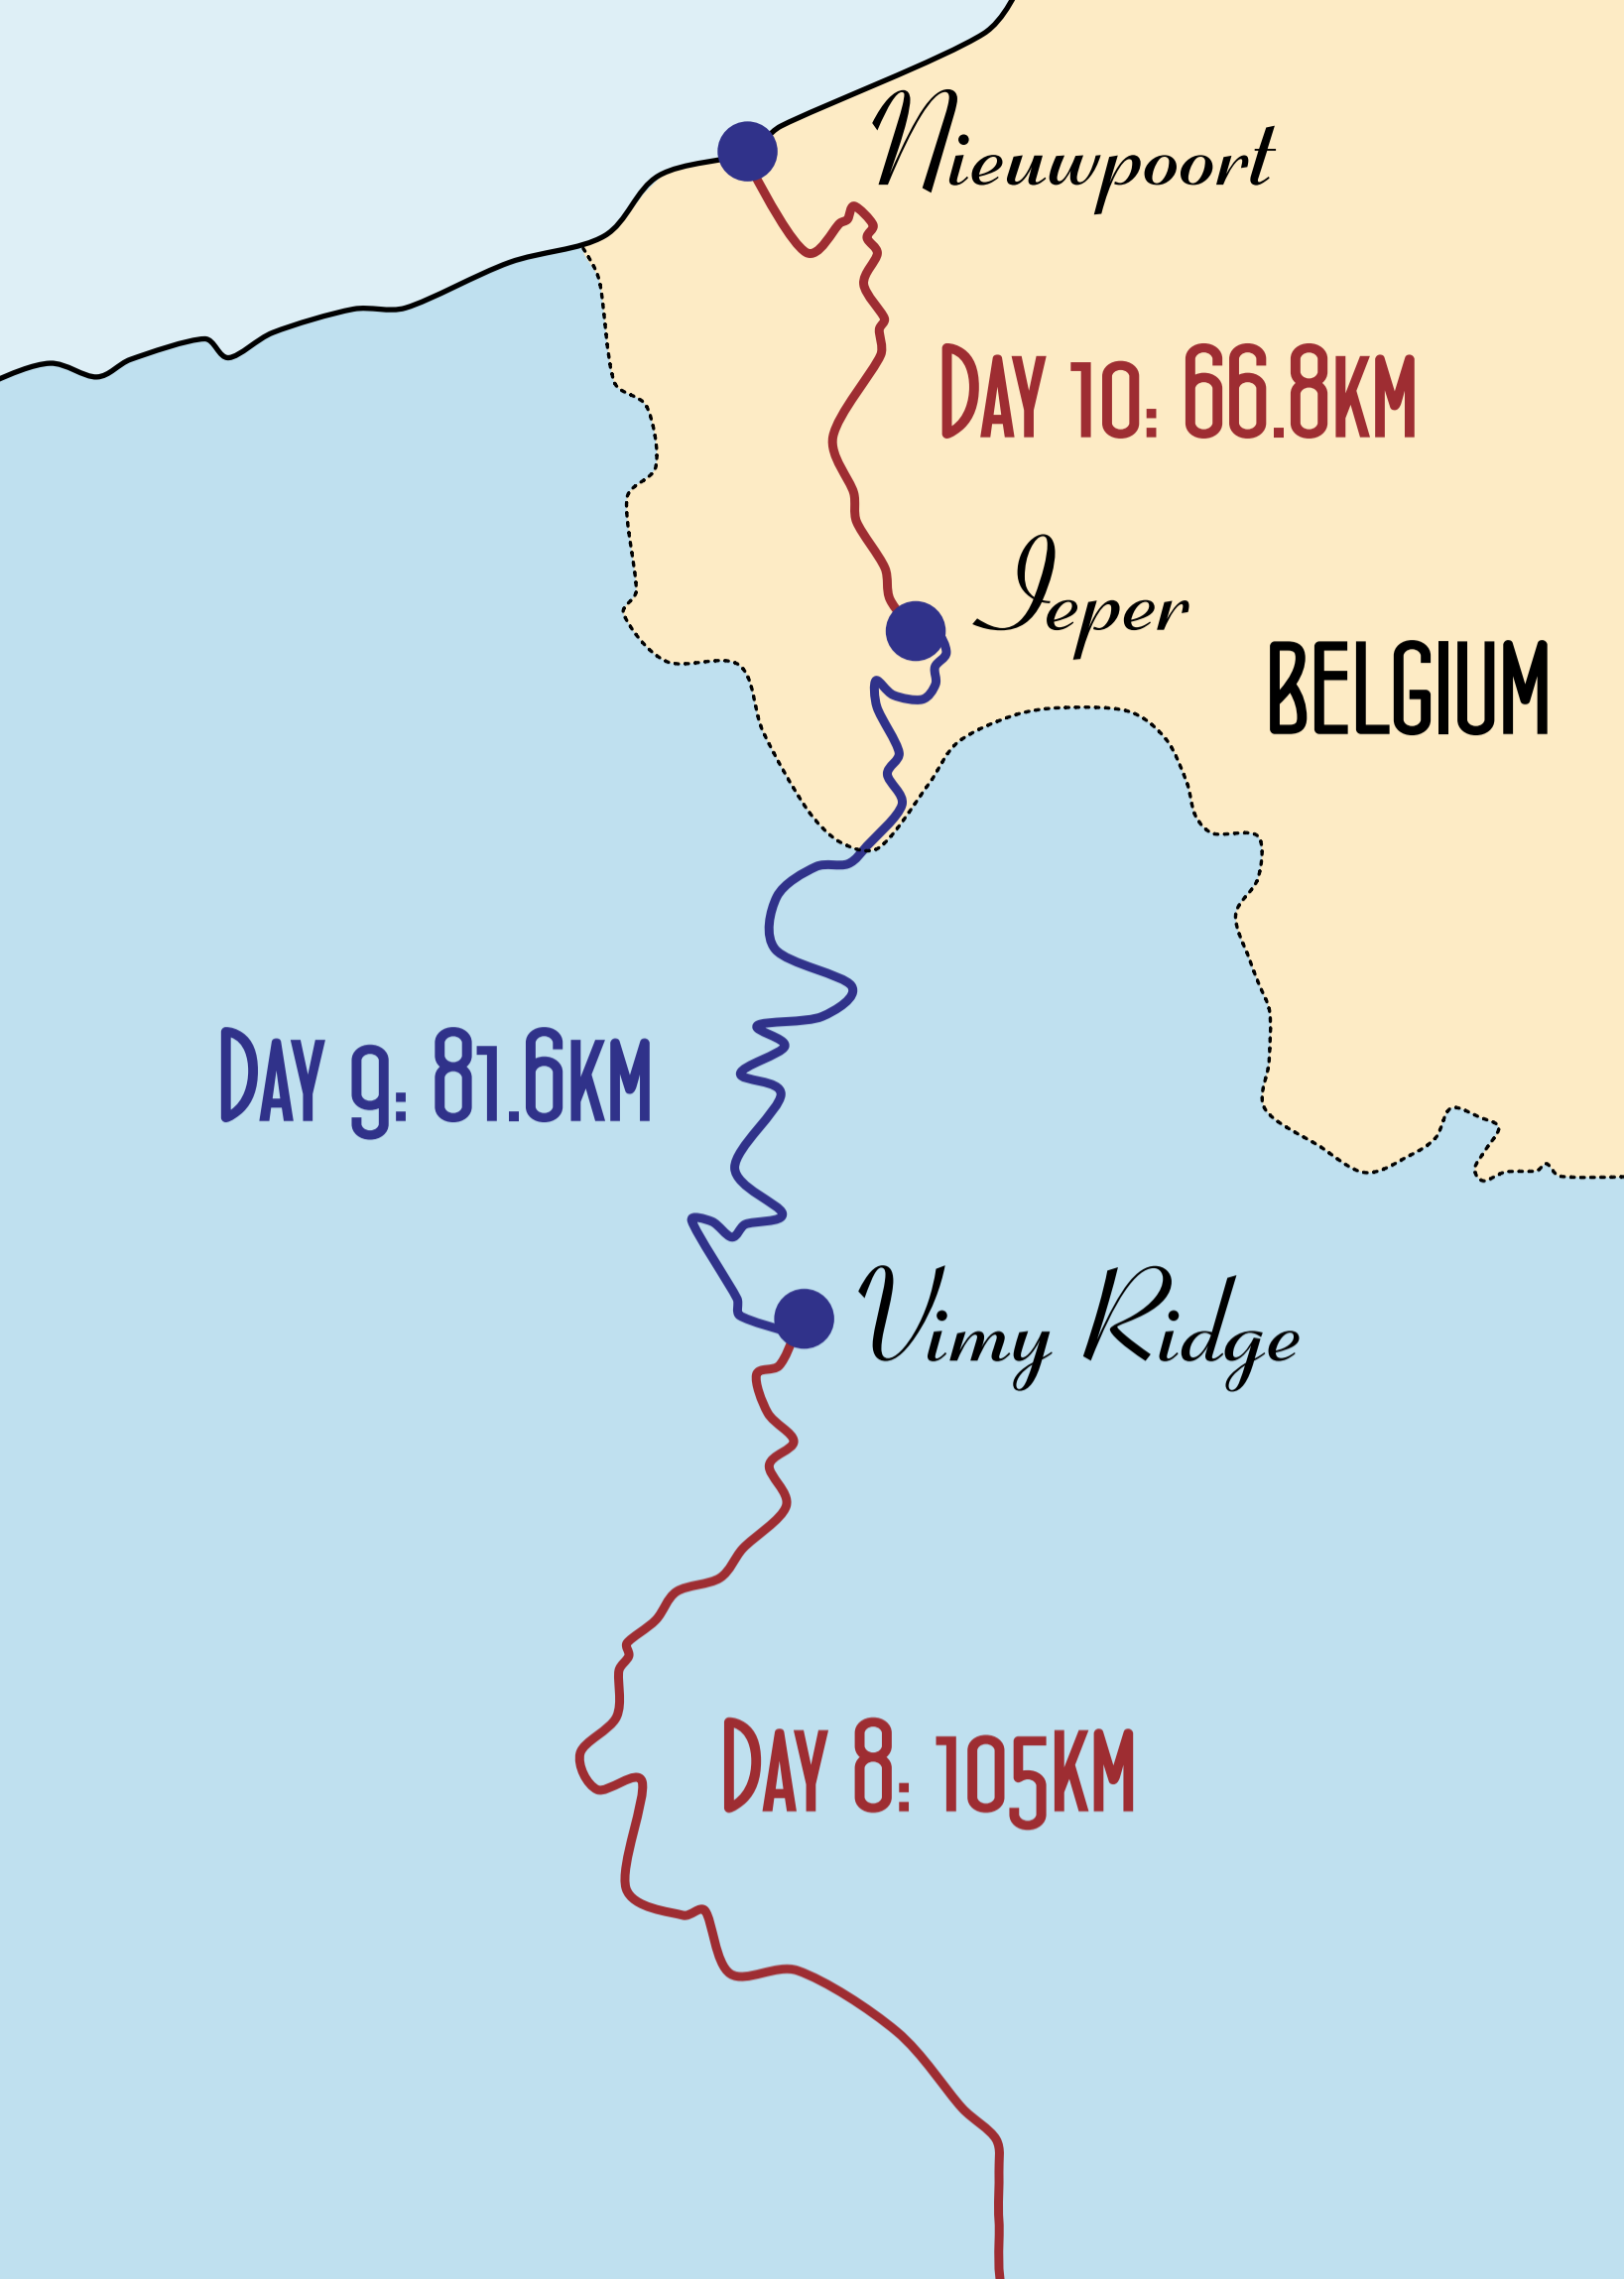 Nieuwpoort
DAY 10: 66.8KM
Ieper
BELGIUM
DAY 9: 81.6KM
Vimy Ridge
DAY 8: 105KM